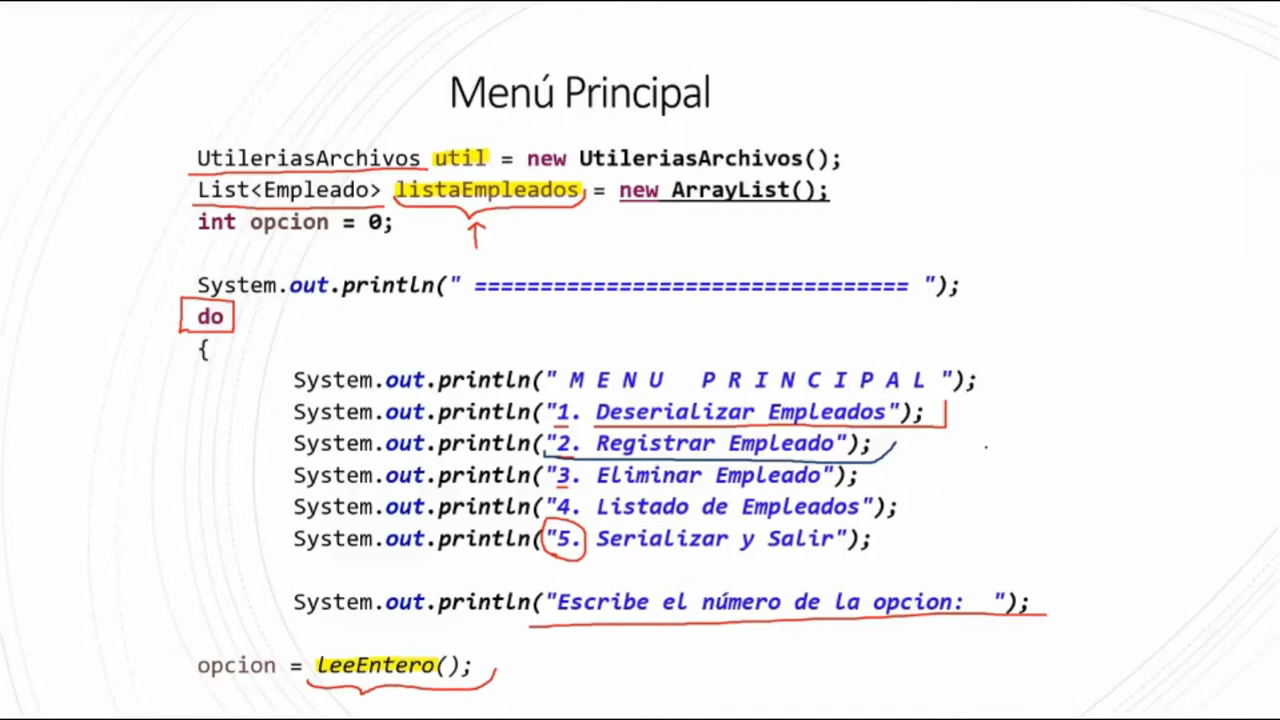 Menú Principal
UtileriasArchivos util = new UtileriasArchivos();
List<Empleado> listaEmpleados = new ArrayList();
int opcion = 0;
System.out.println(" ================================= ");
do
{
System.out.println(" M E N U   P R I N C I P A L ");
System.out.println("1. Deserializar Empleados");
System.out.println("2. Registrar Empleado");
System.out.println("3. Eliminar Empleado");
System.out.println("4. Listado de Empleados");
System.out.println("5. Serializar y Salir");
System.out.println("Escribe el número de la opcion:  ");
opcion = leeEntero();